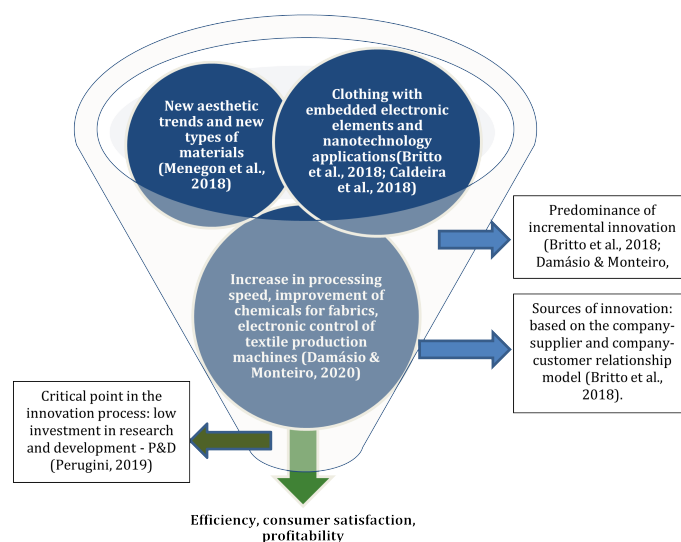 New aesthetic
trends and new
types of
materials
(Menegon et al.,
2018)
Clothing with
embedded electronic
elements and
nanotechnology
applications(Britto
et al., 2018; Caldeira
et al., 2018)
Increase in processing
speed, improvement of
chemicals for fabrics,
electronic control of
textile production
machines (Damásio &
Monteiro, 2020)
Predominance of
incremental innovation
(Britto et al., 2018;
Damásio & Monteiro,
Sources of innovation:
based on the company-
supplier and company-
customer relationship
model (Britto et al.,
2018).
Critical point in the
innovation process: low
investment in research
and development - P&D
(Perugini, 2019)
Efficiency, consumer satisfaction,
profitability